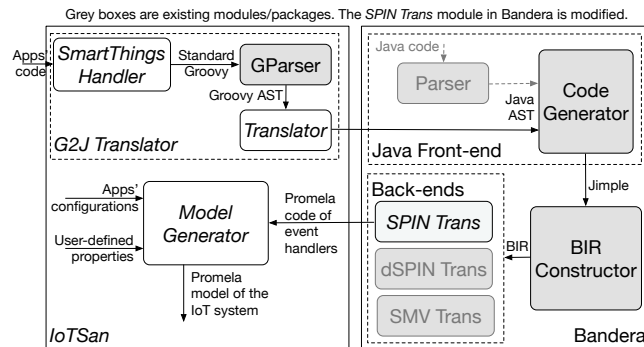 Grey boxes are existing modules/packages. The SPIN Trans module in Bandera is modified.
Apps'
code
SmartThings
Handler
Standard
Groovy
GParser
Groovy AST
Translator
G2J Translator
Java code
Parser
Java
AST
Code
Generator
Java Front-end
Jimple
Apps'
configurations
User-defined
properties
Model
Generator
Promela
code of
event
handlers
Promela
model of the
IoT system
IoTSan
Back-ends
SPIN Trans
dSPIN Trans
SMV Trans
BIR
BIR
Constructor
Bandera